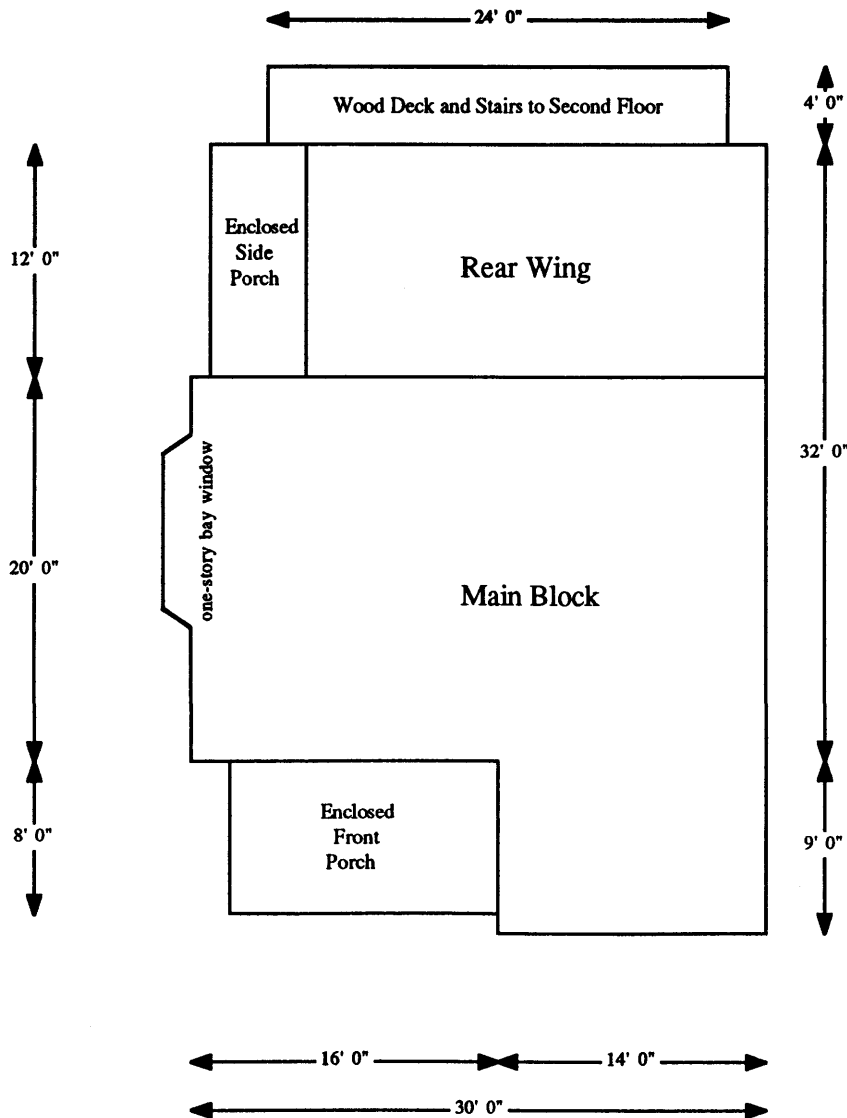 24' 0"
Wood Deck and Stairs to Second Floor
4' 0"
Enclosed
Side
Porch
12' 0"
Rear Wing
32' 0"
one-story bay window
20' 0"
Main Block
Enclosed
Front
Porch
8' 0"
9' 0"
16' 0"
14' 0"
30' 0"